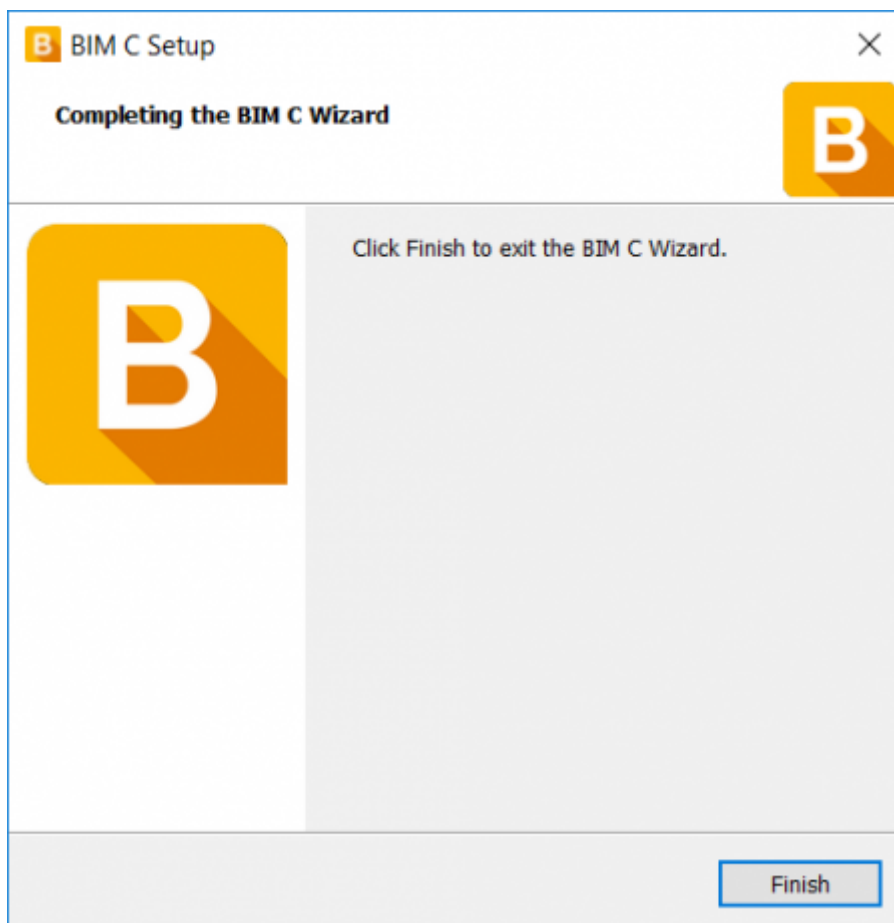 B BIM C Setup
Completing the BIM C Wizard
B
B
Click Finish to exit the BIM C Wizard.
Finish